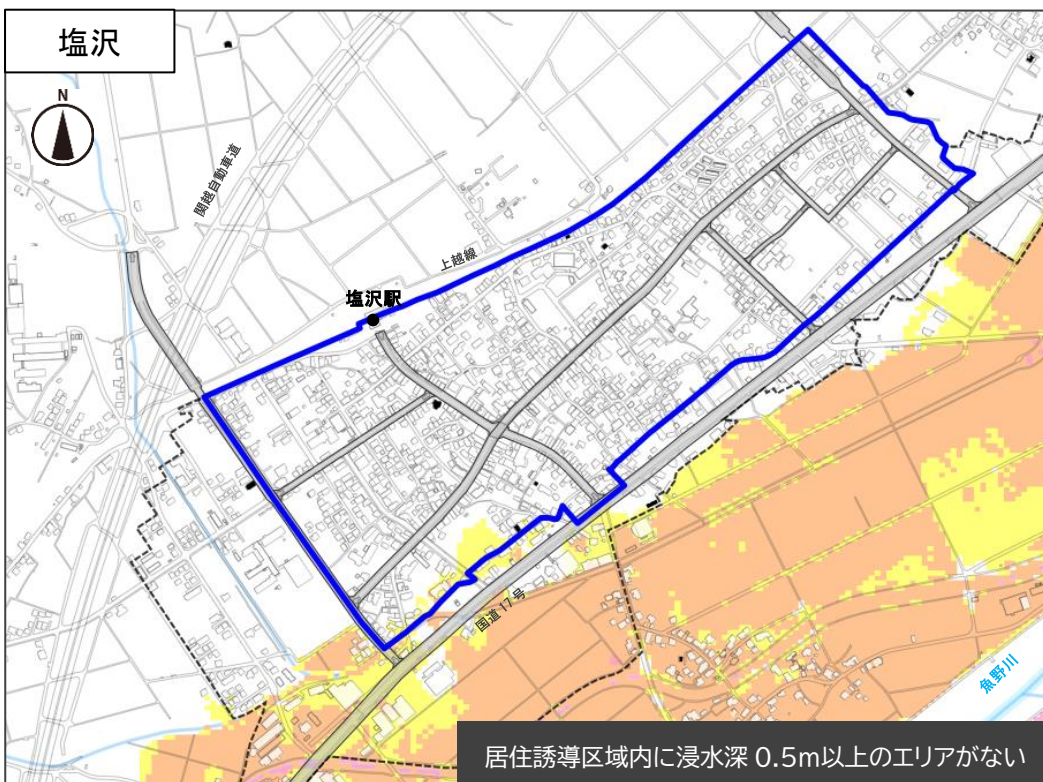 塩沢
N
関越自動車道
上越線
塩沢駅
国道17号
魚野川
居住誘導区域内に浸水深 0.5m以上のエリアがない